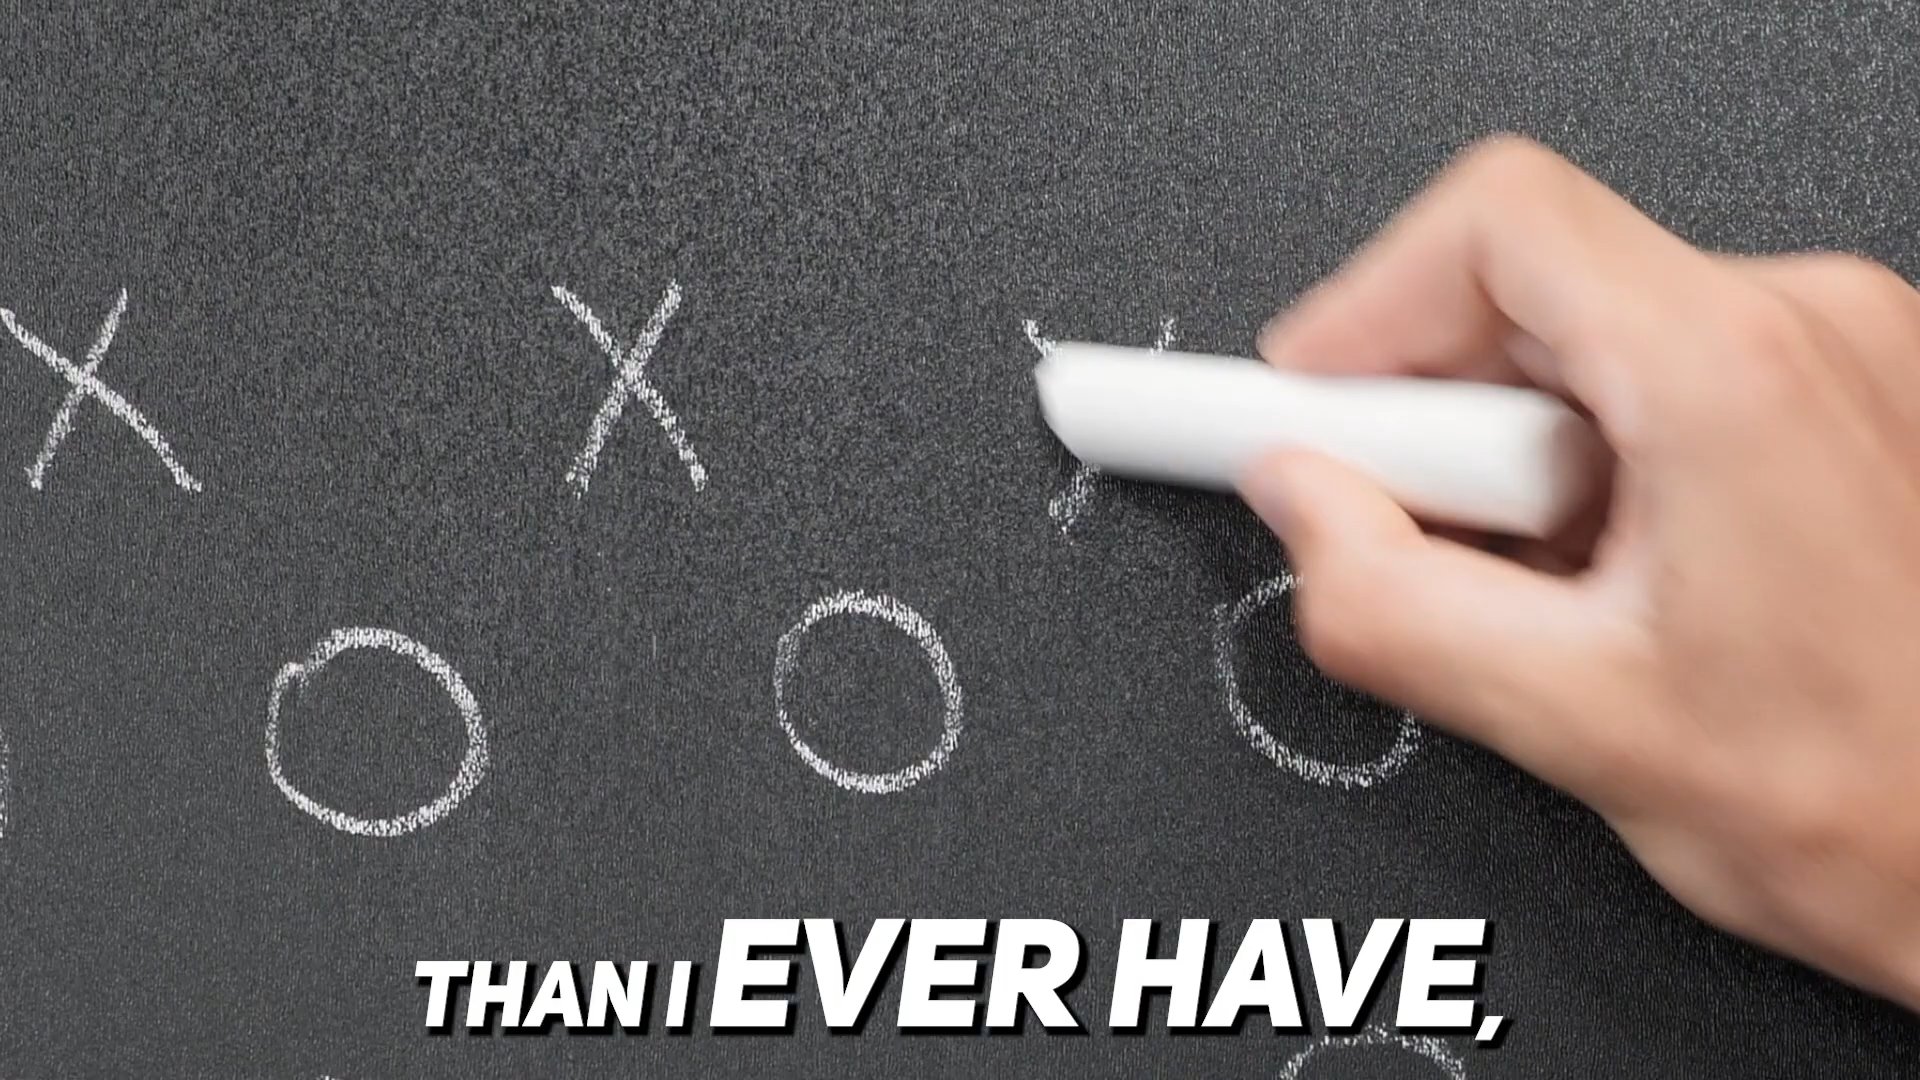 X X X
O O O
THAN I EVER HAVE,